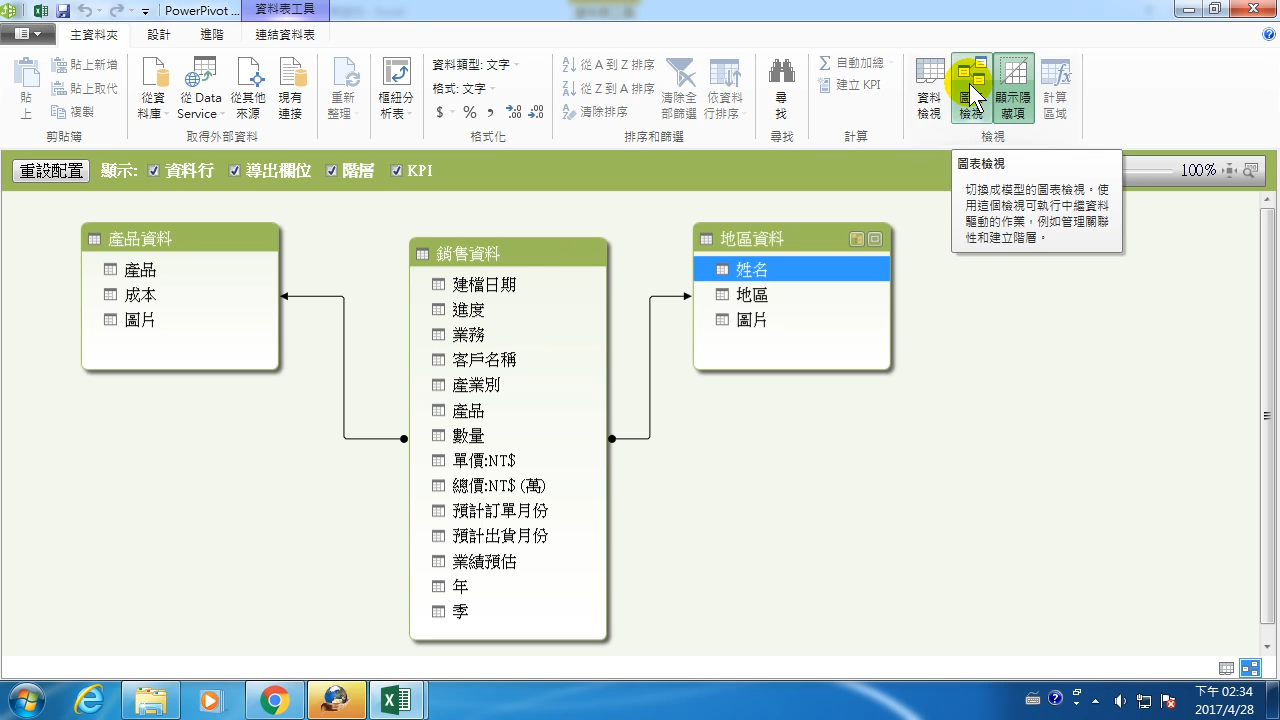 PowerPivot ...
資料表工具
主資料夾 設計 進階 連結資料表
貼上
貼上新增
貼上取代
複製
剪貼簿
從資料庫
從 Data Service
從其他來源
現有連線
取得外部資料
重新整理
樞紐分析表
資料類型: 文字
格式: 文字
$ % ,
格式化
從 A 到 Z 排序
從 Z 到 A 排序
清除排序
清除全部篩選
依資料行排序
排序和篩選
尋找
尋找
自動加總
建立 KPI
計算
資料檢視
圖表檢視
顯示隱藏項
計算區域
檢視
圖表檢視
切換成模型的圖表檢視。使
用這個檢視可執行中繼資料
驅動的作業，例如管理關聯
性和建立階層。
重設配置 顯示: 資料行 導出欄位 階層 KPI
100%
產品資料
產品
成本
圖片
銷售資料
建檔日期
進度
業務
客戶名稱
產業別
產品
數量
單價:NT$
總價:NT$ (萬)
預計訂單月份
預計出貨月份
業績預估
年
季
地區資料
姓名
地區
圖片
下午 02:34
2017/4/28